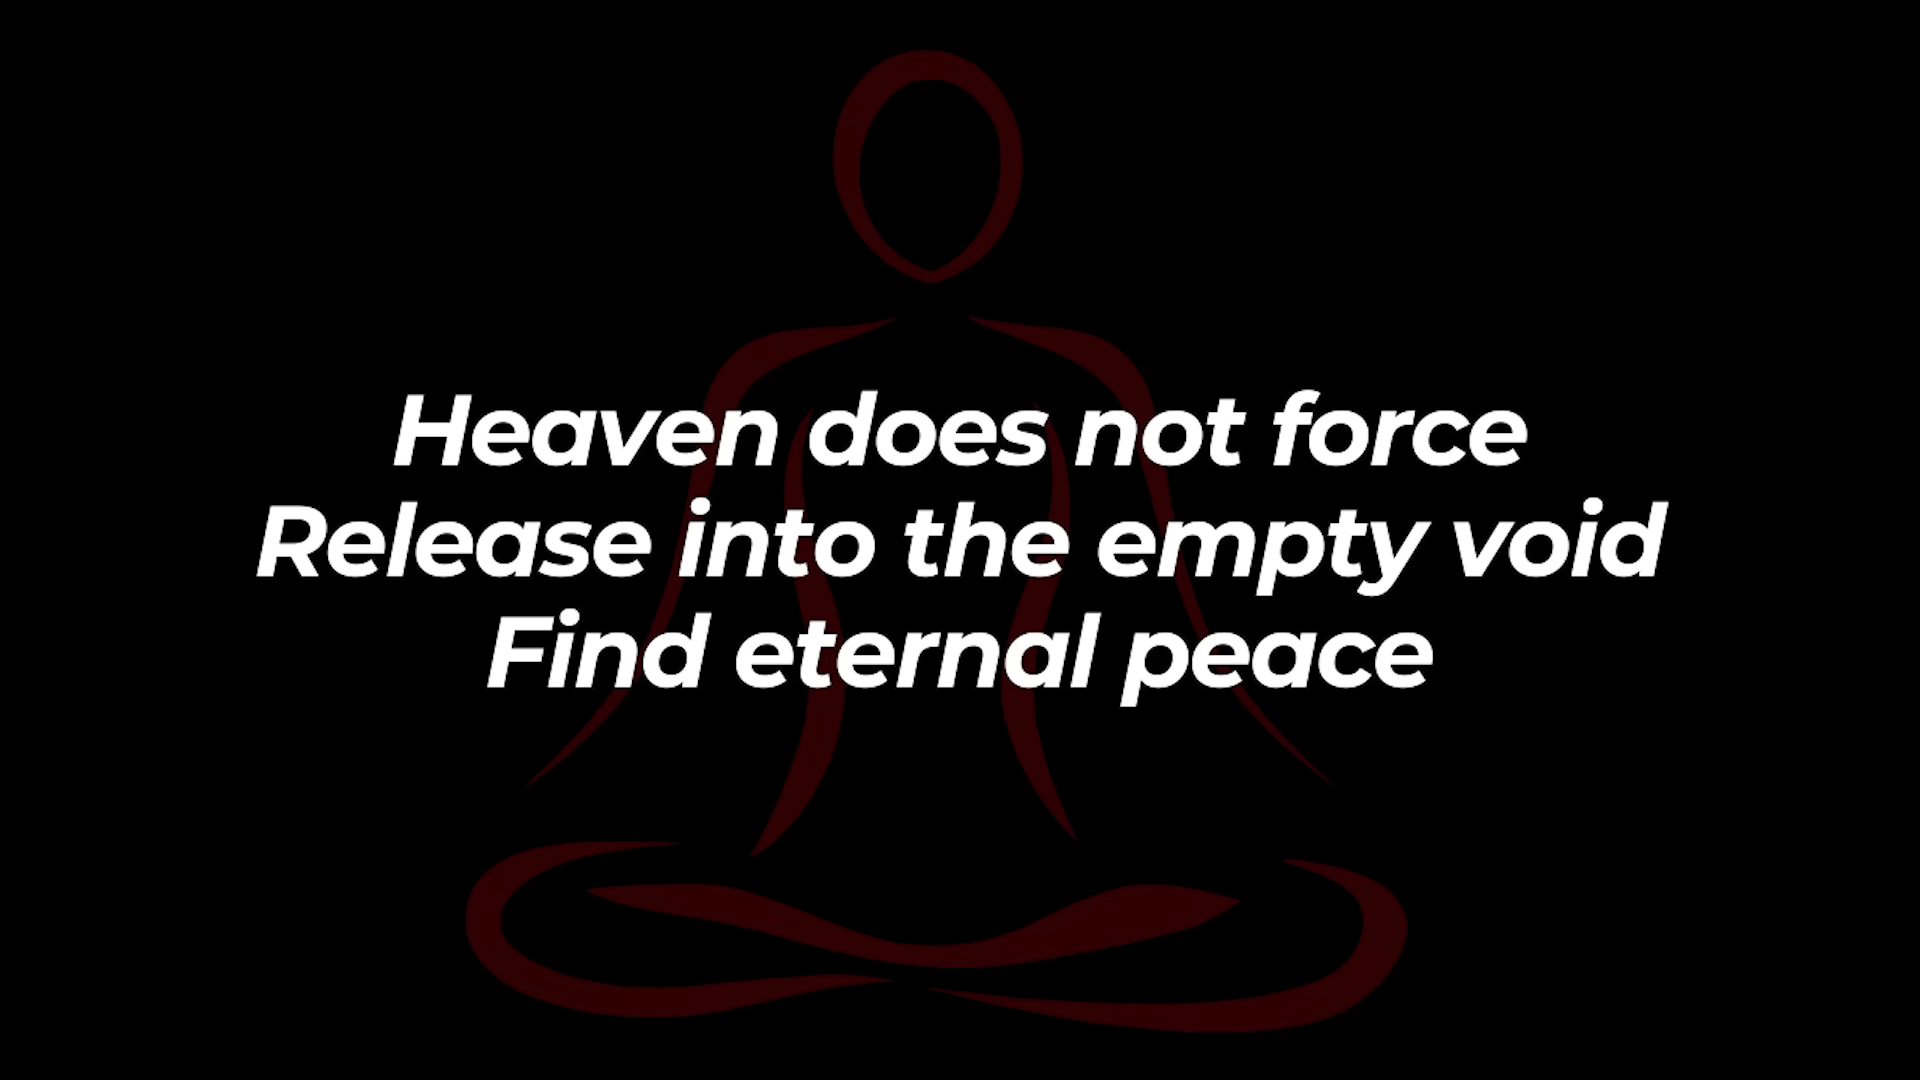 Heaven does not force
Release into the empty void
Find eternal peace